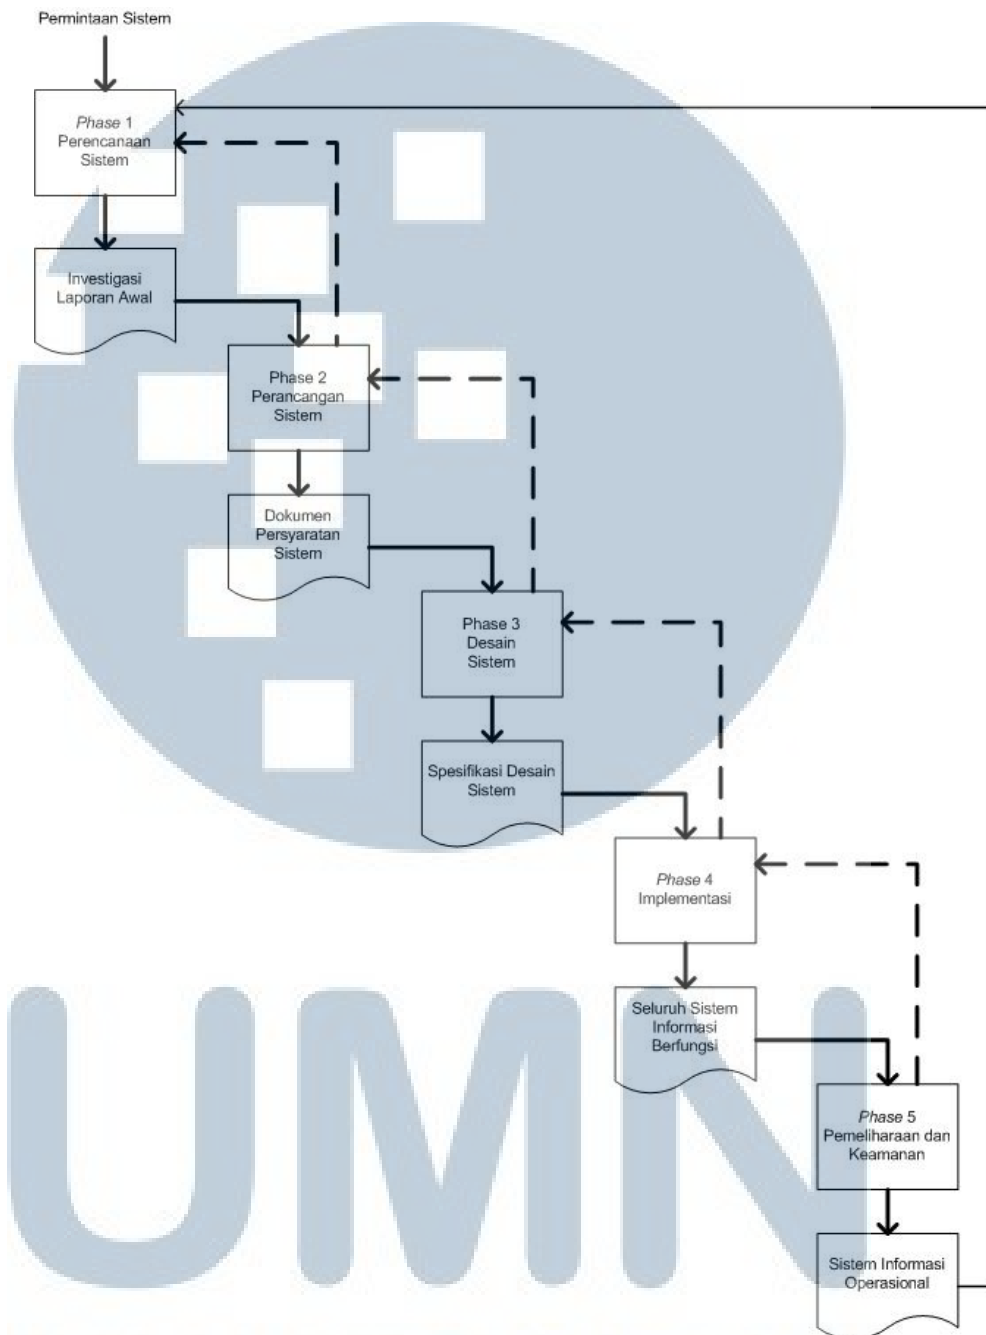 Permintaan Sistem
Phase 1
Perencanaan
Sistem
Investigasi
Laporan Awal
Phase 2
Perancangan
Sistem
Dokumen
Persyaratan
Sistem
Phase 3
Desain
Sistem
Spesifikasi Desain
Sistem
Phase 4
Implementasi
Seluruh Sistem
Informasi
Berfungsi
Phase 5
Pemeliharaan dan
Keamanan
Sistem Informasi
Operasional
UMN